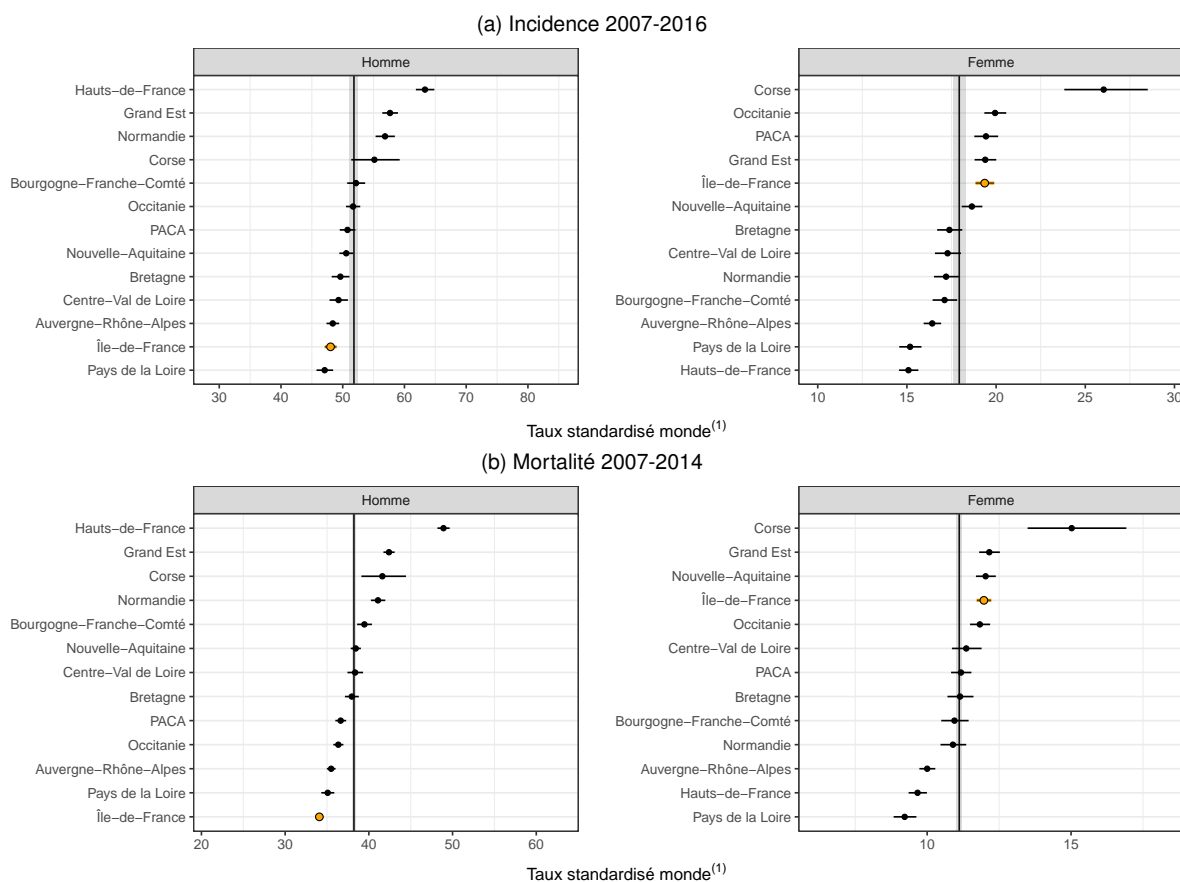 (a) Incidence 2007-2016
Homme
Hauts−de−France
Grand Est
Normandie
Corse
Bourgogne−Franche−Comté
Occitanie
PACA
Nouvelle−Aquitaine
Bretagne
Centre−Val de Loire
Auvergne−Rhône−Alpes
Île−de−France
Pays de la Loire
30 40 50 60 70 80
Femme
Corse
Occitanie
PACA
Grand Est
Île−de−France
Nouvelle−Aquitaine
Bretagne
Centre−Val de Loire
Normandie
Bourgogne−Franche−Comté
Auvergne−Rhône−Alpes
Pays de la Loire
Hauts−de−France
10 15 20 25 30
Taux standardisé monde(1)
(b) Mortalité 2007-2014
Homme
Hauts−de−France
Grand Est
Corse
Normandie
Bourgogne−Franche−Comté
Nouvelle−Aquitaine
Centre−Val de Loire
Bretagne
PACA
Occitanie
Auvergne−Rhône−Alpes
Pays de la Loire
Île−de−France
20 30 40 50 60
Femme
Corse
Grand Est
Nouvelle−Aquitaine
Île−de−France
Occitanie
Centre−Val de Loire
PACA
Bretagne
Bourgogne−Franche−Comté
Normandie
Auvergne−Rhône−Alpes
Hauts−de−France
Pays de la Loire
10 15
Taux standardisé monde(1)